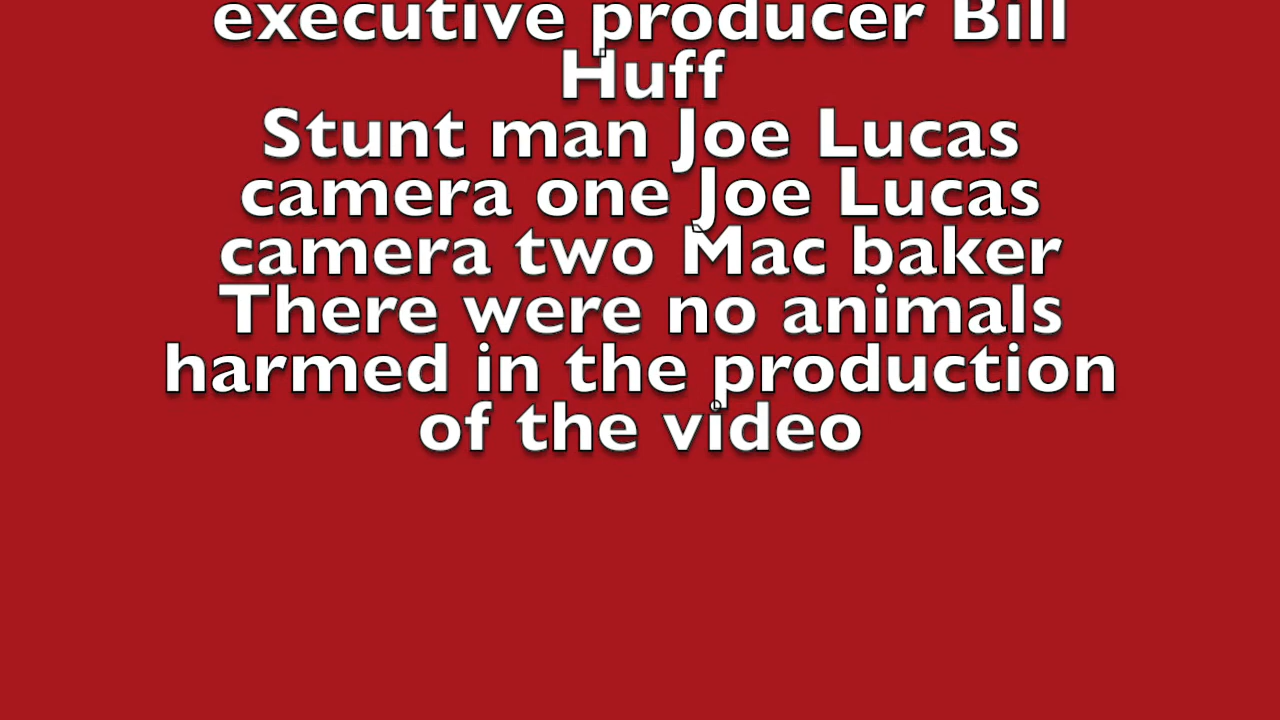 executive producer Bill
Huff
Stunt man Joe Lucas
camera one Joe Lucas
camera two Mac baker
There were no animals
harmed in the production
of the video